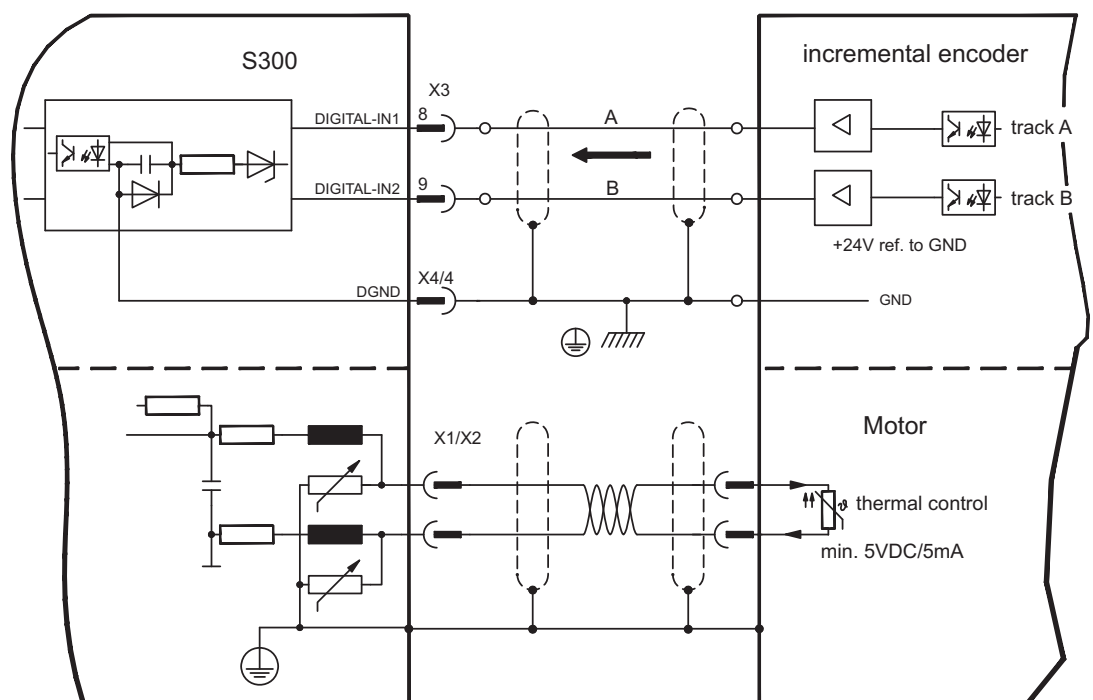 S300
incremental encoder
X3
DIGITAL-IN1
8
A
track A
DIGITAL-IN2
9
B
track B
+24V ref. to GND
X4/4
DGND
GND
Motor
X1/X2
ϑ thermal control
min. 5VDC/5mA